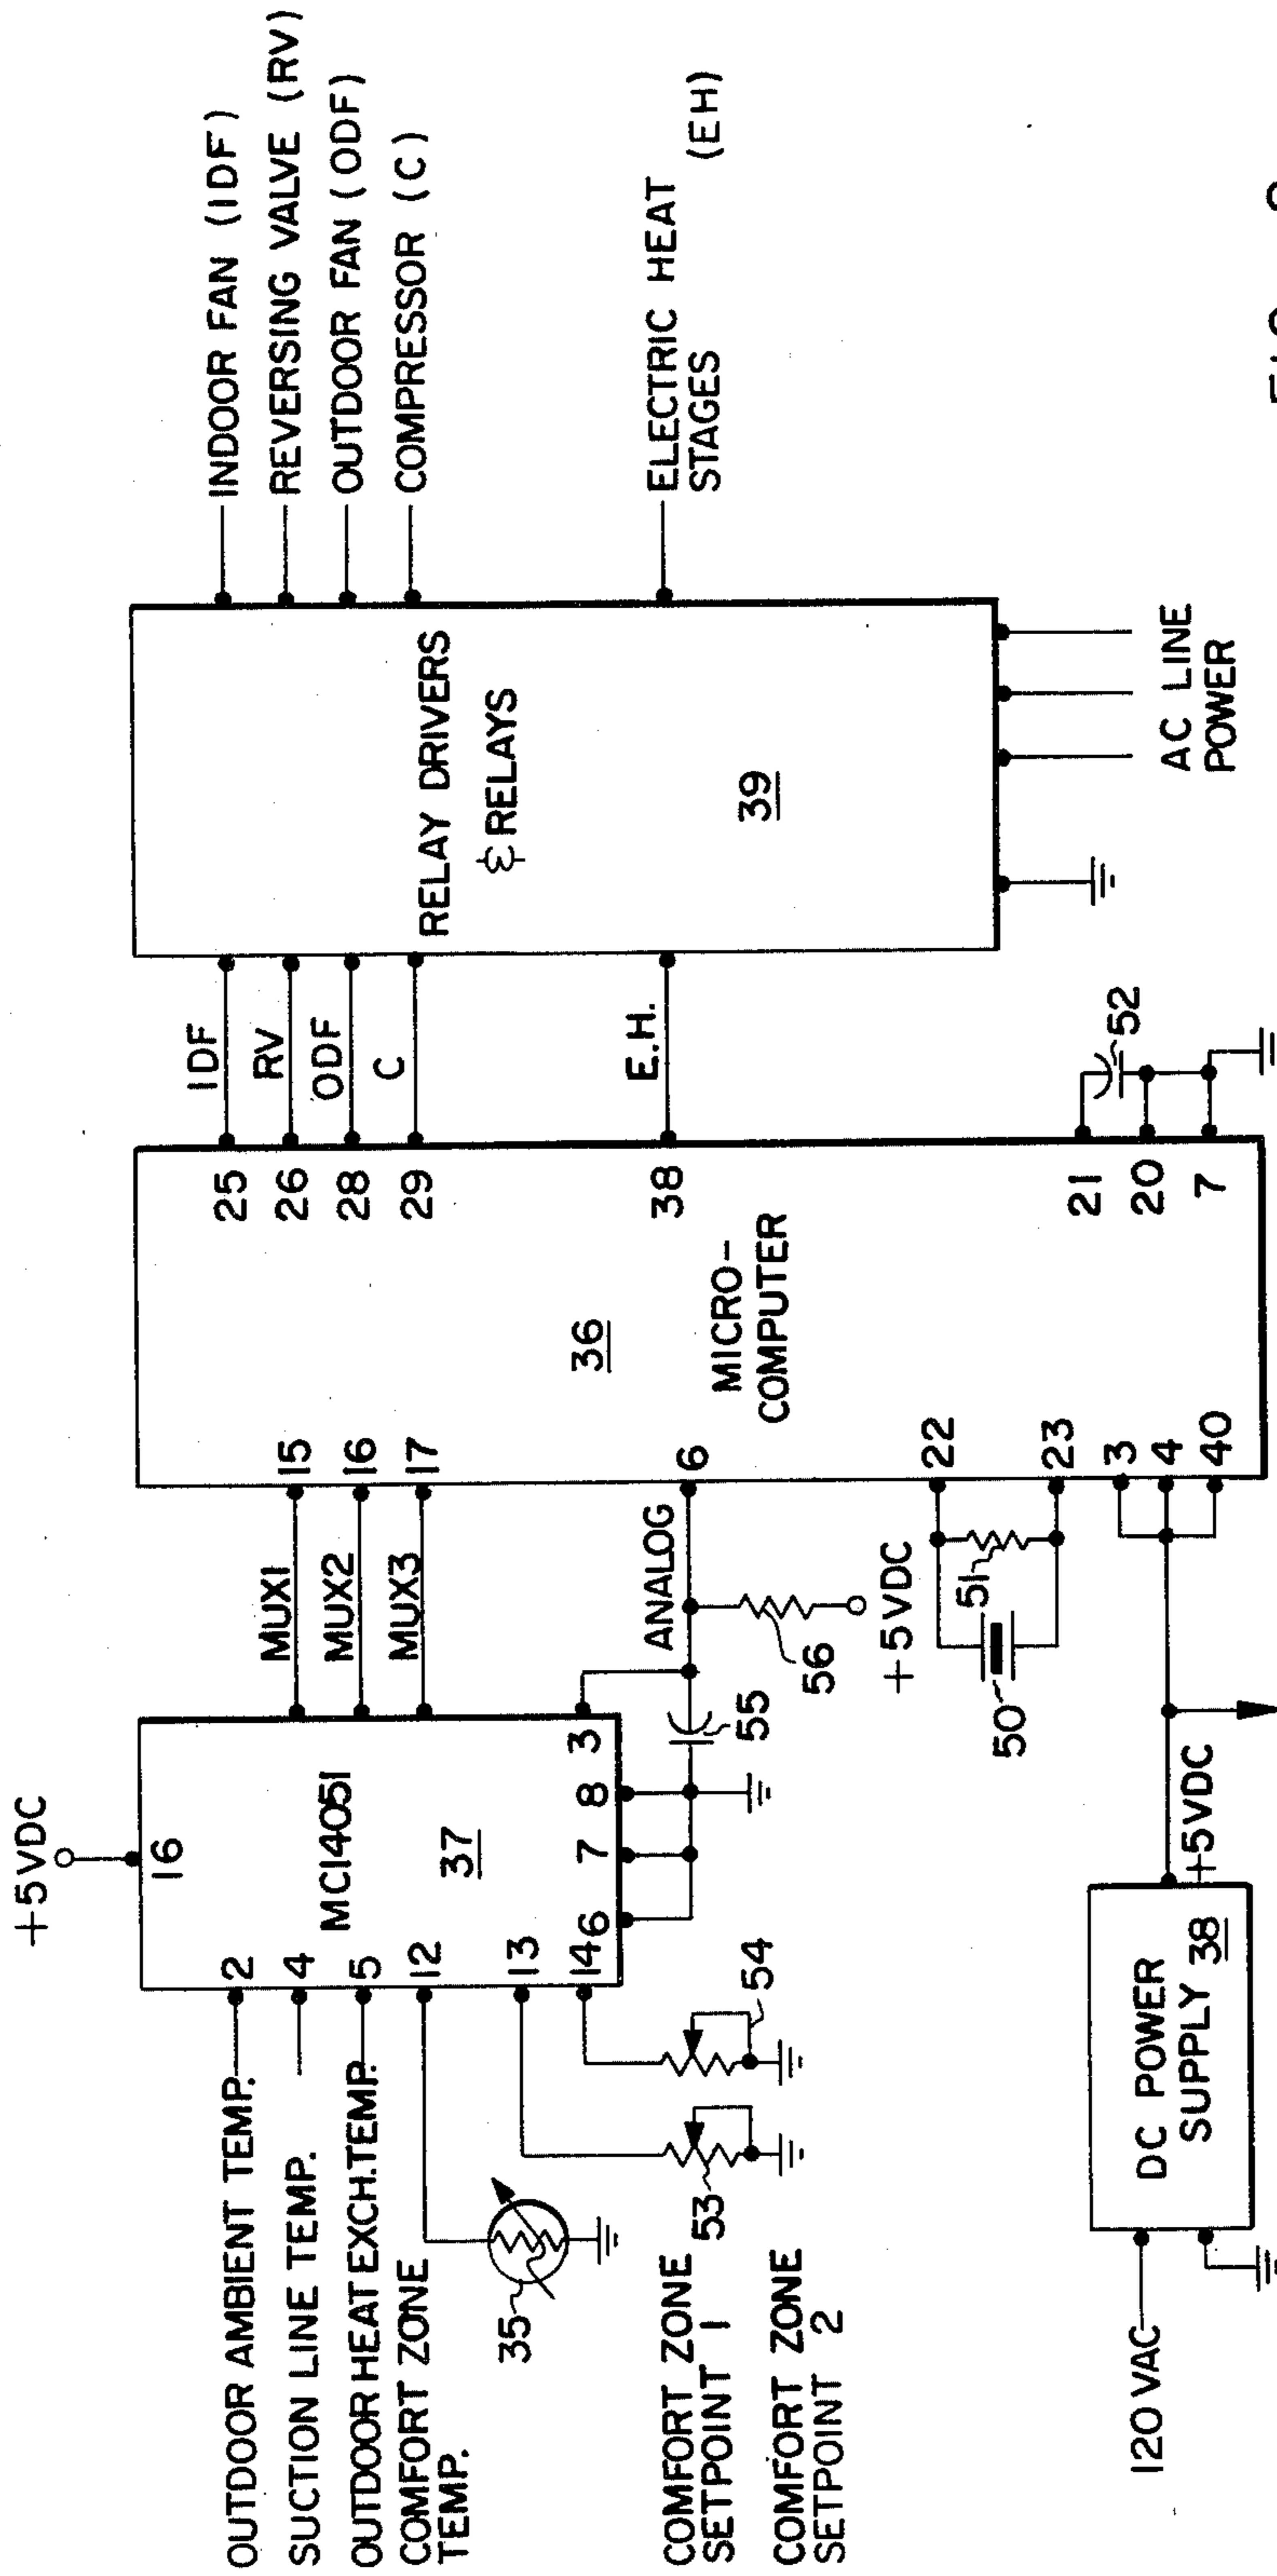 +5VDC
OUTDOOR AMBIENT TEMP.
SUCTION LINE TEMP.
OUTDOOR HEAT EXCH. TEMP.
COMFORT ZONE
TEMP.
35
COMFORT ZONE
SETPOINT 1
53
54
COMFORT ZONE
SETPOINT 2
16
2
4
5
12
13
14
MC14051
37
6
7
8
3
55
MUX1
MUX2
MUX3
ANALOG
56
+5VDC
50
51
120 VAC
DC POWER
SUPPLY 38
+5VDC
15
16
17
6
22
23
3
4
40
36
MICRO-
COMPUTER
25
26
28
29
38
21
20
7
52
IDF
RV
ODF
C
E.H.
RELAY DRIVERS
& RELAYS
39
AC LINE
POWER
INDOOR FAN (IDF)
REVERSING VALVE (RV)
OUTDOOR FAN (ODF)
COMPRESSOR (C)
ELECTRIC HEAT
STAGES
(EH)